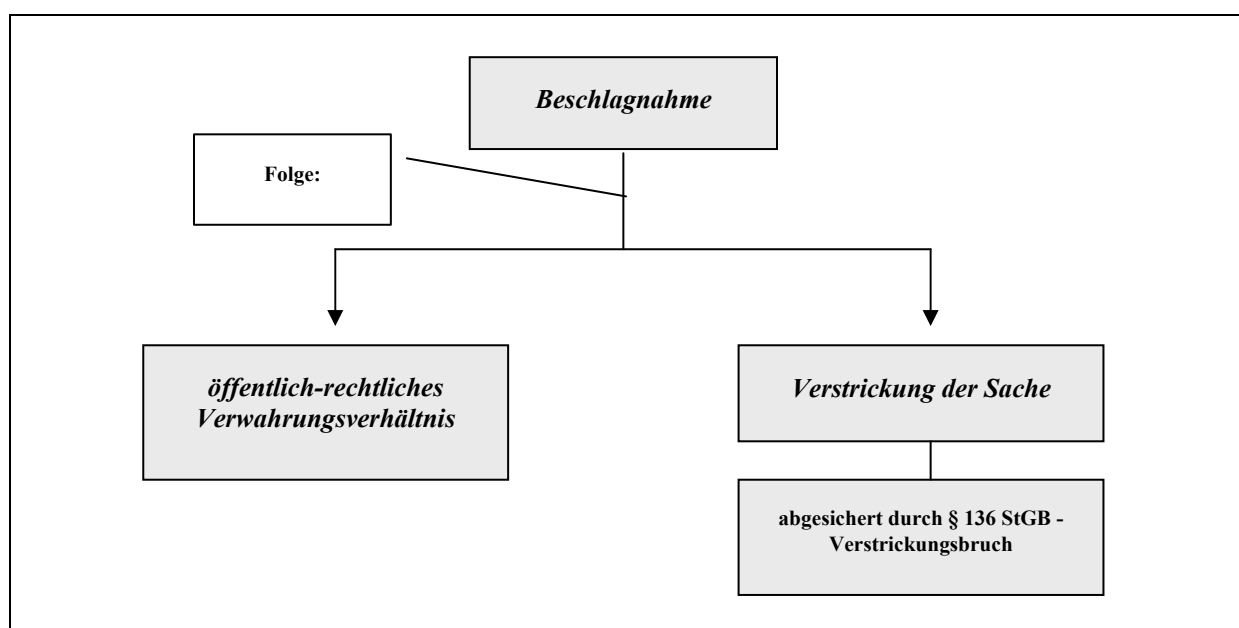 Beschlagnahme
Folge:
öffentlich-rechtliches
Verwahrungsverhältnis
Verstrickung der Sache
abgesichert durch § 136 StGB -
Verstrickungsbruch